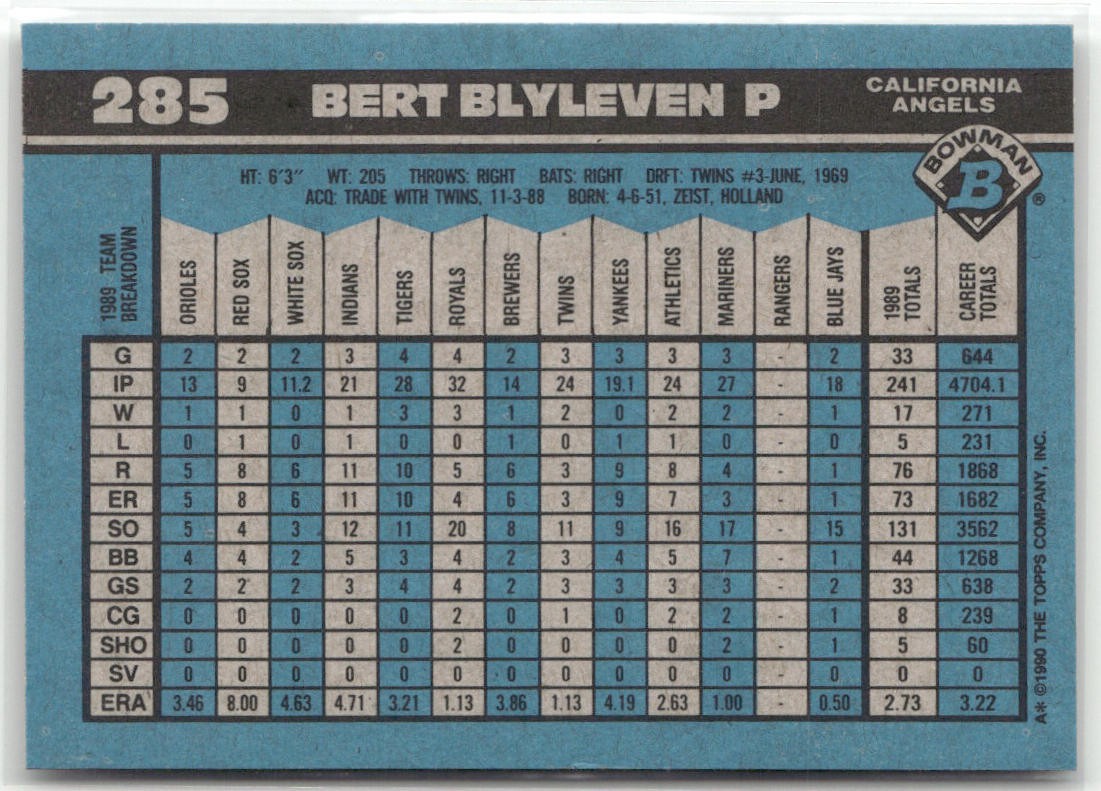 285 BERT BLYLEVEN P CALIFORNIA ANGELS
BOWMAN
B
®
HT: 6'3" WT: 205 THROWS: RIGHT BATS: RIGHT DRFT: TWINS #3-JUNE, 1969
ACQ: TRADE WITH TWINS, 11-3-88 BORN: 4-6-51, ZEIST, HOLLAND
1989 TEAM BREAKDOWN ORIOLES RED SOX WHITE SOX INDIANS TIGERS ROYALS BREWERS TWINS YANKEES ATHLETICS MARINERS RANGERS BLUE JAYS 1989 TOTALS CAREER TOTALS
G 2 2 2 3 4 4 2 3 3 3 3 - 2 33 644
IP 13 9 11.2 21 28 32 14 24 19.1 24 27 - 18 241 4704.1
W 1 1 0 1 3 3 1 2 0 2 2 - 1 17 271
L 0 1 0 1 0 0 1 0 1 1 0 - 0 5 231
R 5 8 6 11 10 5 6 3 9 8 4 - 1 76 1868
ER 5 8 6 11 10 4 6 3 9 7 3 - 1 73 1682
SO 5 4 3 12 11 20 8 11 9 16 17 - 15 131 3562
BB 4 4 2 5 3 4 2 3 4 5 7 - 1 44 1268
GS 2 2 2 3 4 4 2 3 3 3 3 - 2 33 638
CG 0 0 0 0 0 2 0 1 0 2 2 - 1 8 239
SHO 0 0 0 0 0 2 0 0 0 0 2 - 1 5 60
SV 0 0 0 0 0 0 0 0 0 0 0 - 0 0 0
ERA 3.46 8.00 4.63 4.71 3.21 1.13 3.86 1.13 4.19 2.63 1.00 - 0.50 2.73 3.22
A* ©1990 THE TOPPS COMPANY, INC.